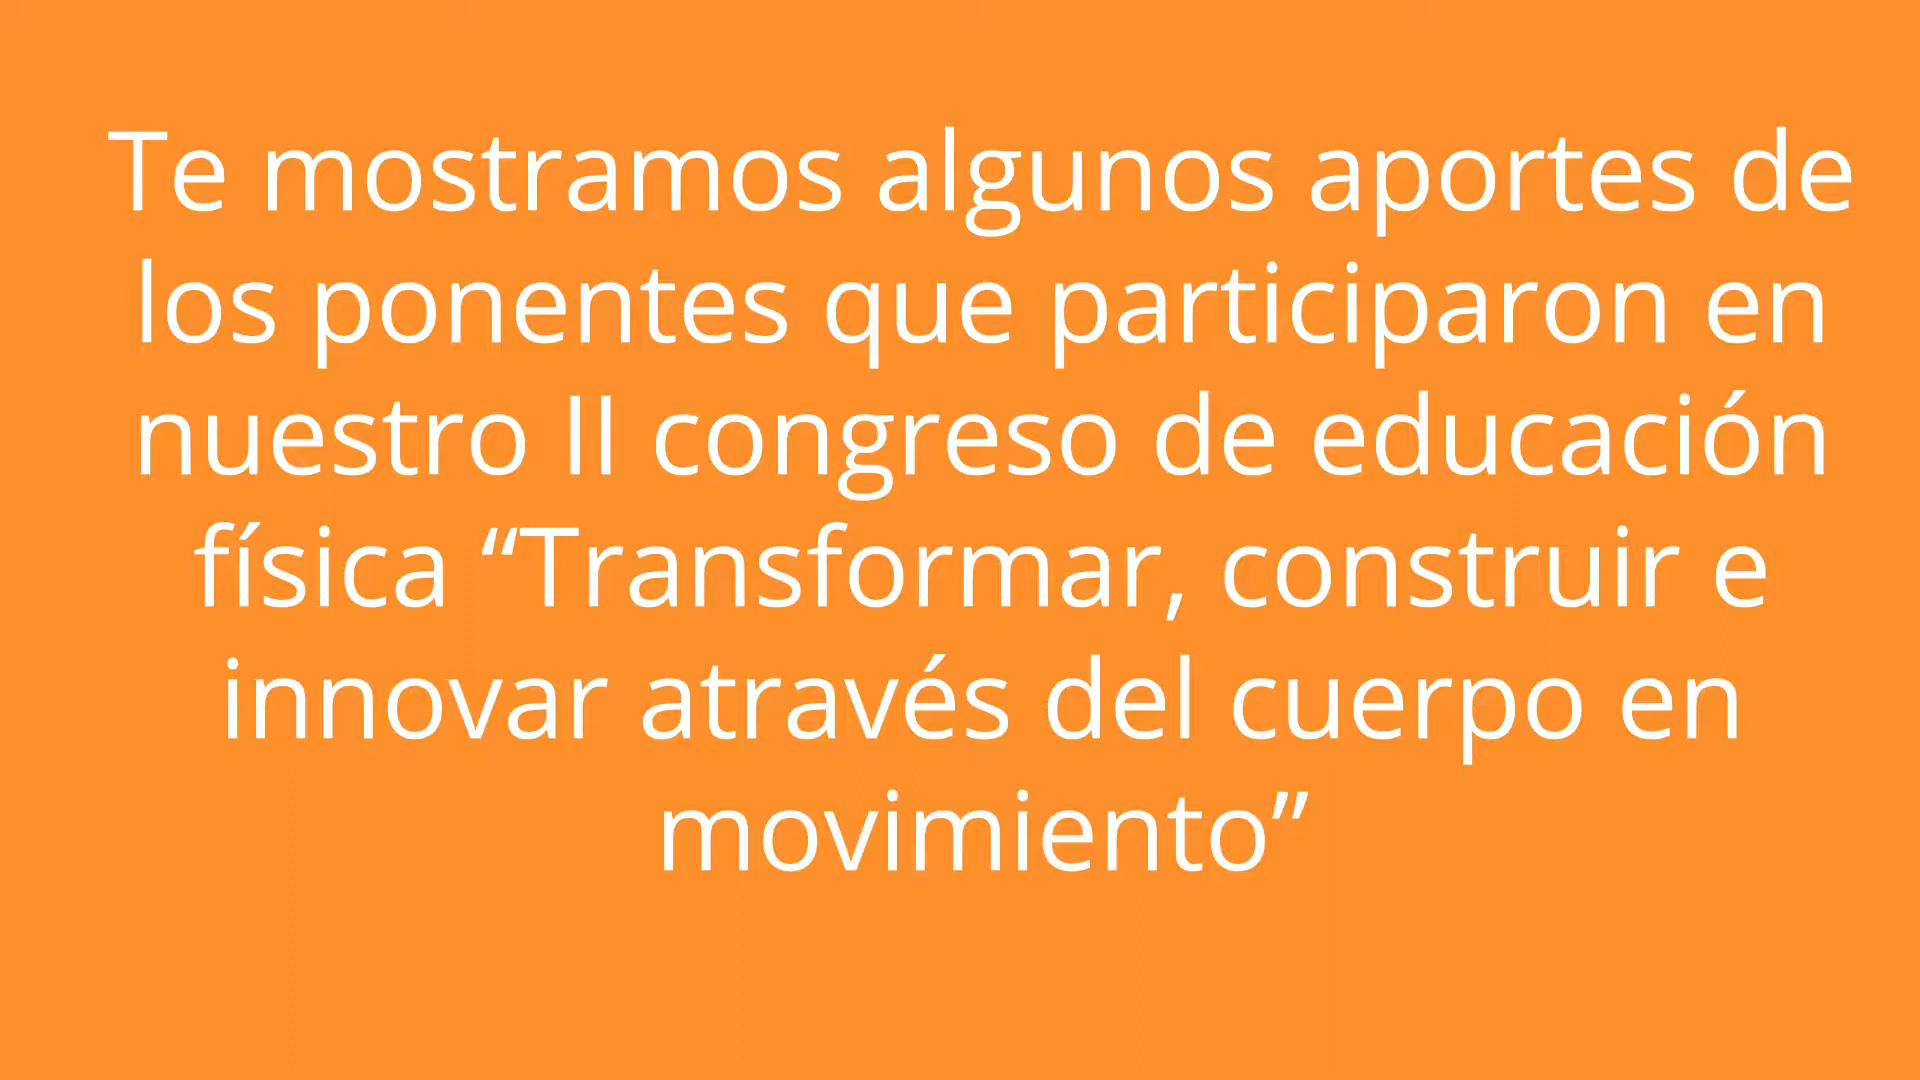 Te mostramos algunos aportes de
los ponentes que participaron en
nuestro II congreso de educación
física “Transformar, construir e
innovar através del cuerpo en
movimiento”